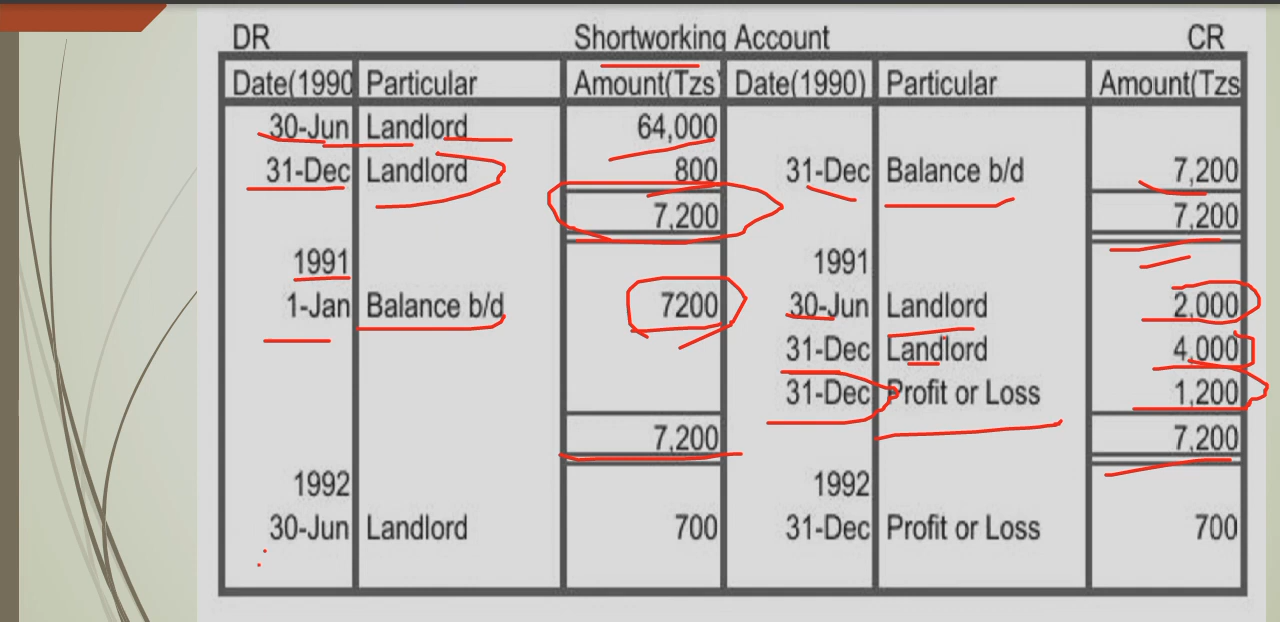 DR Shortworking Account CR
Date(1990 Particular Amount(Tzs) Date(1990) Particular Amount(Tzs
30-Jun Landlord 64,000
31-Dec Landlord 800 31-Dec Balance b/d 7,200
7,200 7,200
1991 1991
1-Jan Balance b/d 7200 30-Jun Landlord 2,000
31-Dec Landlord 4,000
31-Dec Profit or Loss 1,200
7,200 7,200
1992 1992
30-Jun Landlord 700 31-Dec Profit or Loss 700